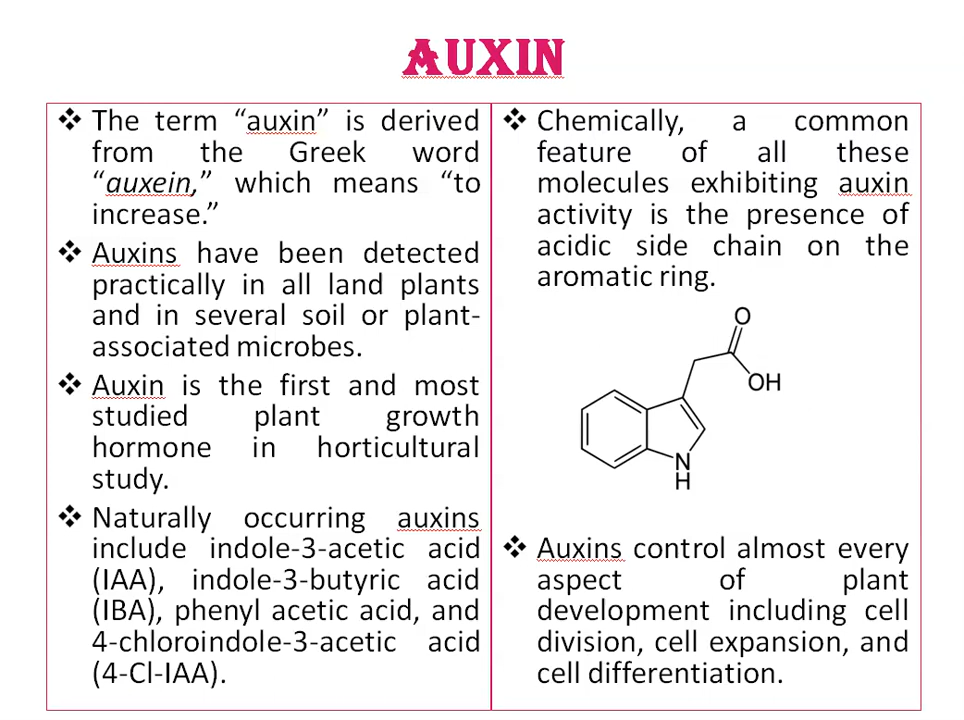 AUXIN
❖ The term “auxin” is derived
from the Greek word
“auxein,” which means “to
increase.”
❖ Auxins have been detected
practically in all land plants
and in several soil or plant-
associated microbes.
❖ Auxin is the first and most
studied plant growth
hormone in horticultural
study.
❖ Naturally occurring auxins
include indole-3-acetic acid
(IAA), indole-3-butyric acid
(IBA), phenyl acetic acid, and
4-chloroindole-3-acetic acid
(4-Cl-IAA).
❖ Chemically, a common
feature of all these
molecules exhibiting auxin
activity is the presence of
acidic side chain on the
aromatic ring.
O
OH
N
H
❖ Auxins control almost every
aspect of plant
development including cell
division, cell expansion, and
cell differentiation.